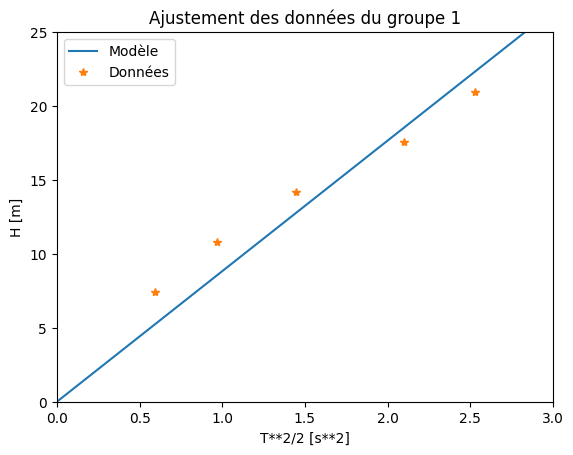 Ajustement des données du groupe 1
Modèle
Données
H [m]
25
20
15
10
5
0
0.0 0.5 1.0 1.5 2.0 2.5 3.0
T**2/2 [s**2]